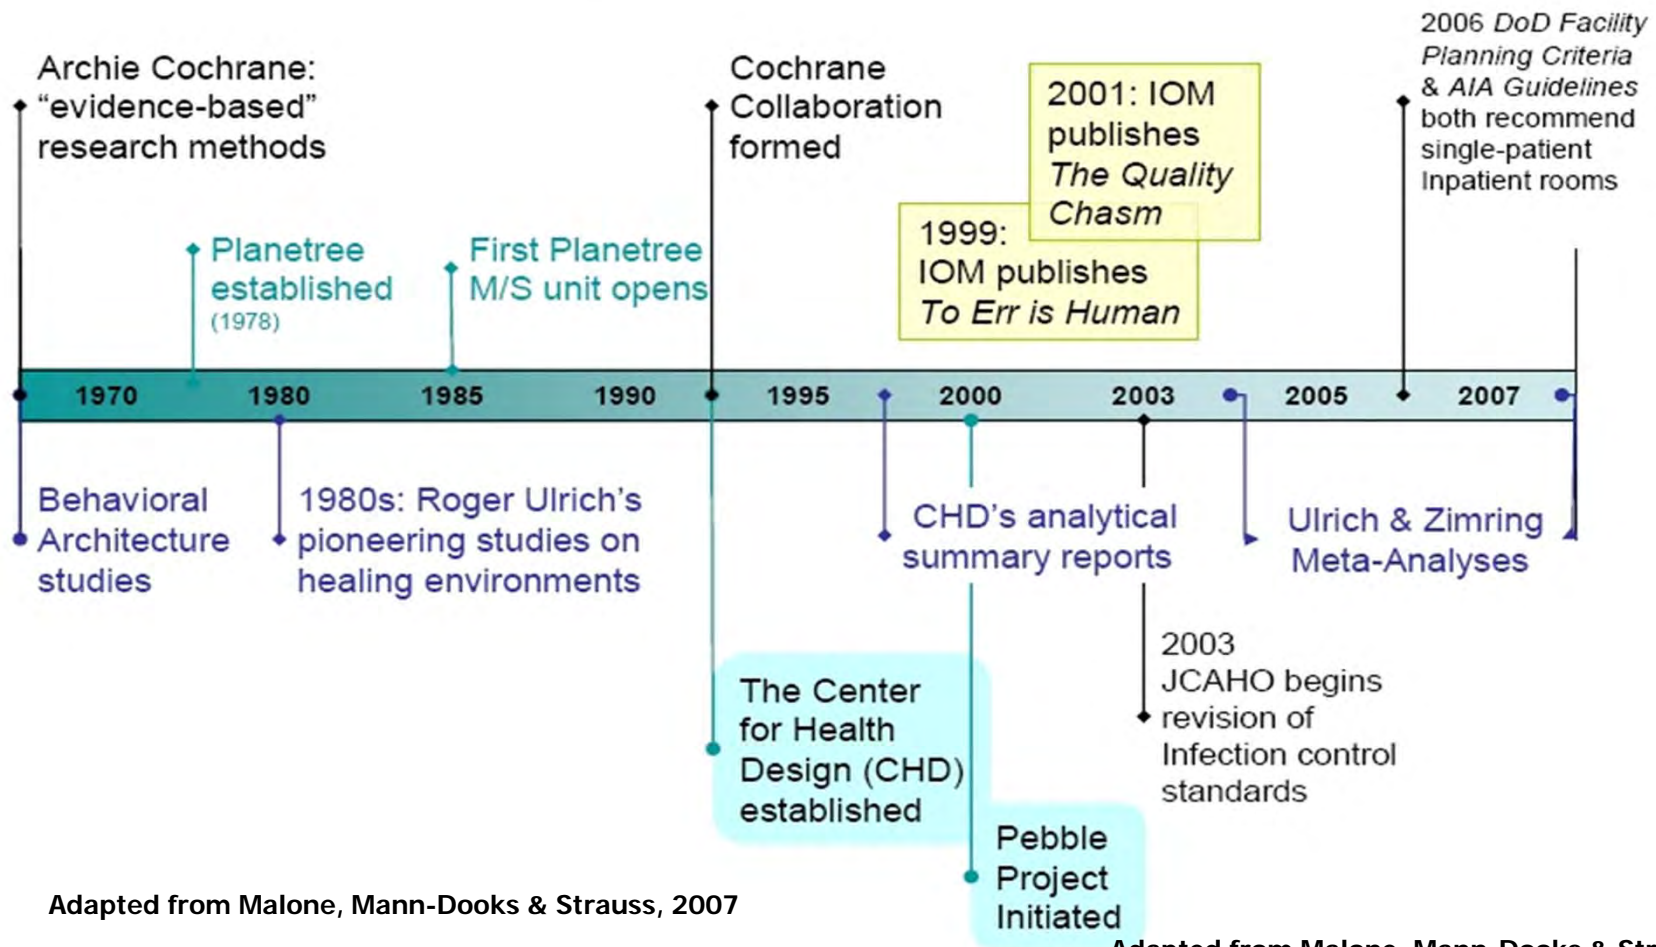 Archie Cochrane:
“evidence-based”
research methods
Planetree
established
(1978)
First Planetree
M/S unit opens
Cochrane
Collaboration
formed
1999:
IOM publishes
To Err is Human
2001: IOM
publishes
The Quality
Chasm
2006 DoD Facility
Planning Criteria
& AIA Guidelines
both recommend
single-patient
Inpatient rooms
1970 1980 1985 1990 1995 2000 2003 2005 2007
Behavioral
Architecture
studies
1980s: Roger Ulrich’s
pioneering studies on
healing environments
CHD’s analytical
summary reports
Ulrich & Zimring
Meta-Analyses
The Center
for Health
Design (CHD)
established
Pebble
Project
Initiated
2003
JCAHO begins
revision of
Infection control
standards
Adapted from Malone, Mann-Dooks & Strauss, 2007
Adapted from Malone, Mann-Dooks &